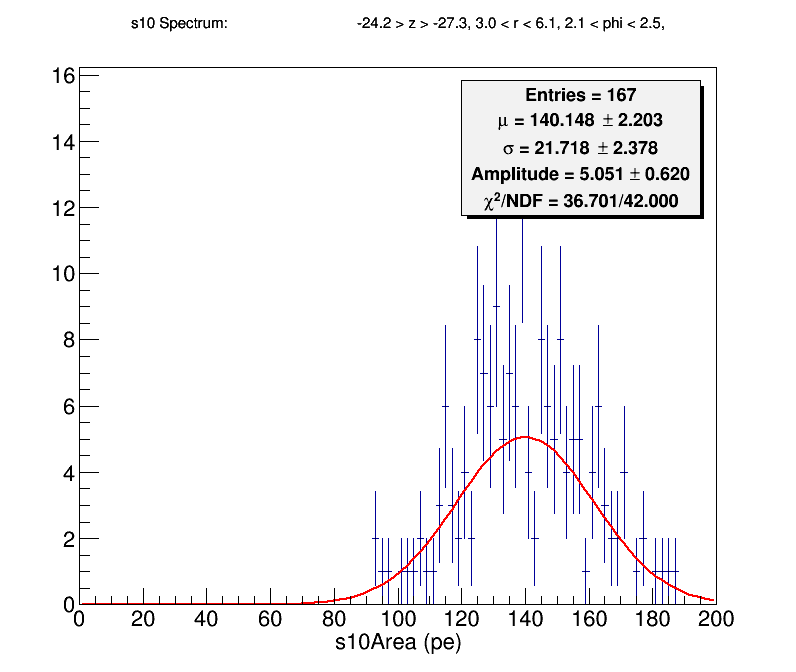 s10 Spectrum: -24.2 > z > -27.3, 3.0 < r < 6.1, 2.1 < phi < 2.5,
Entries = 167
μ = 140.148 ± 2.203
σ = 21.718 ± 2.378
Amplitude = 5.051 ± 0.620
χ²/NDF = 36.701/42.000
16
14
12
10
8
6
4
2
0
0 20 40 60 80 100 120 140 160 180 200
s10Area (pe)